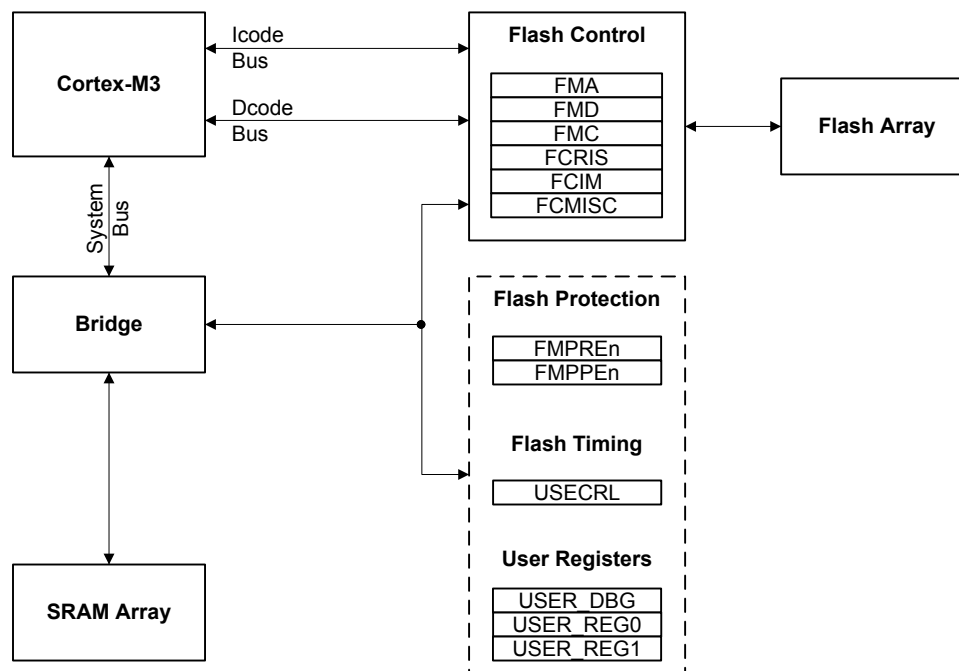 Cortex-M3
Icode
Bus
Dcode
Bus
Flash Control
FMA
FMD
FMC
FCRIS
FCIM
FCMISC
Flash Array
System
Bus
Bridge
Flash Protection
FMPREn
FMPPEn
Flash Timing
USECRL
User Registers
USER_DBG
USER_REG0
USER_REG1
SRAM Array